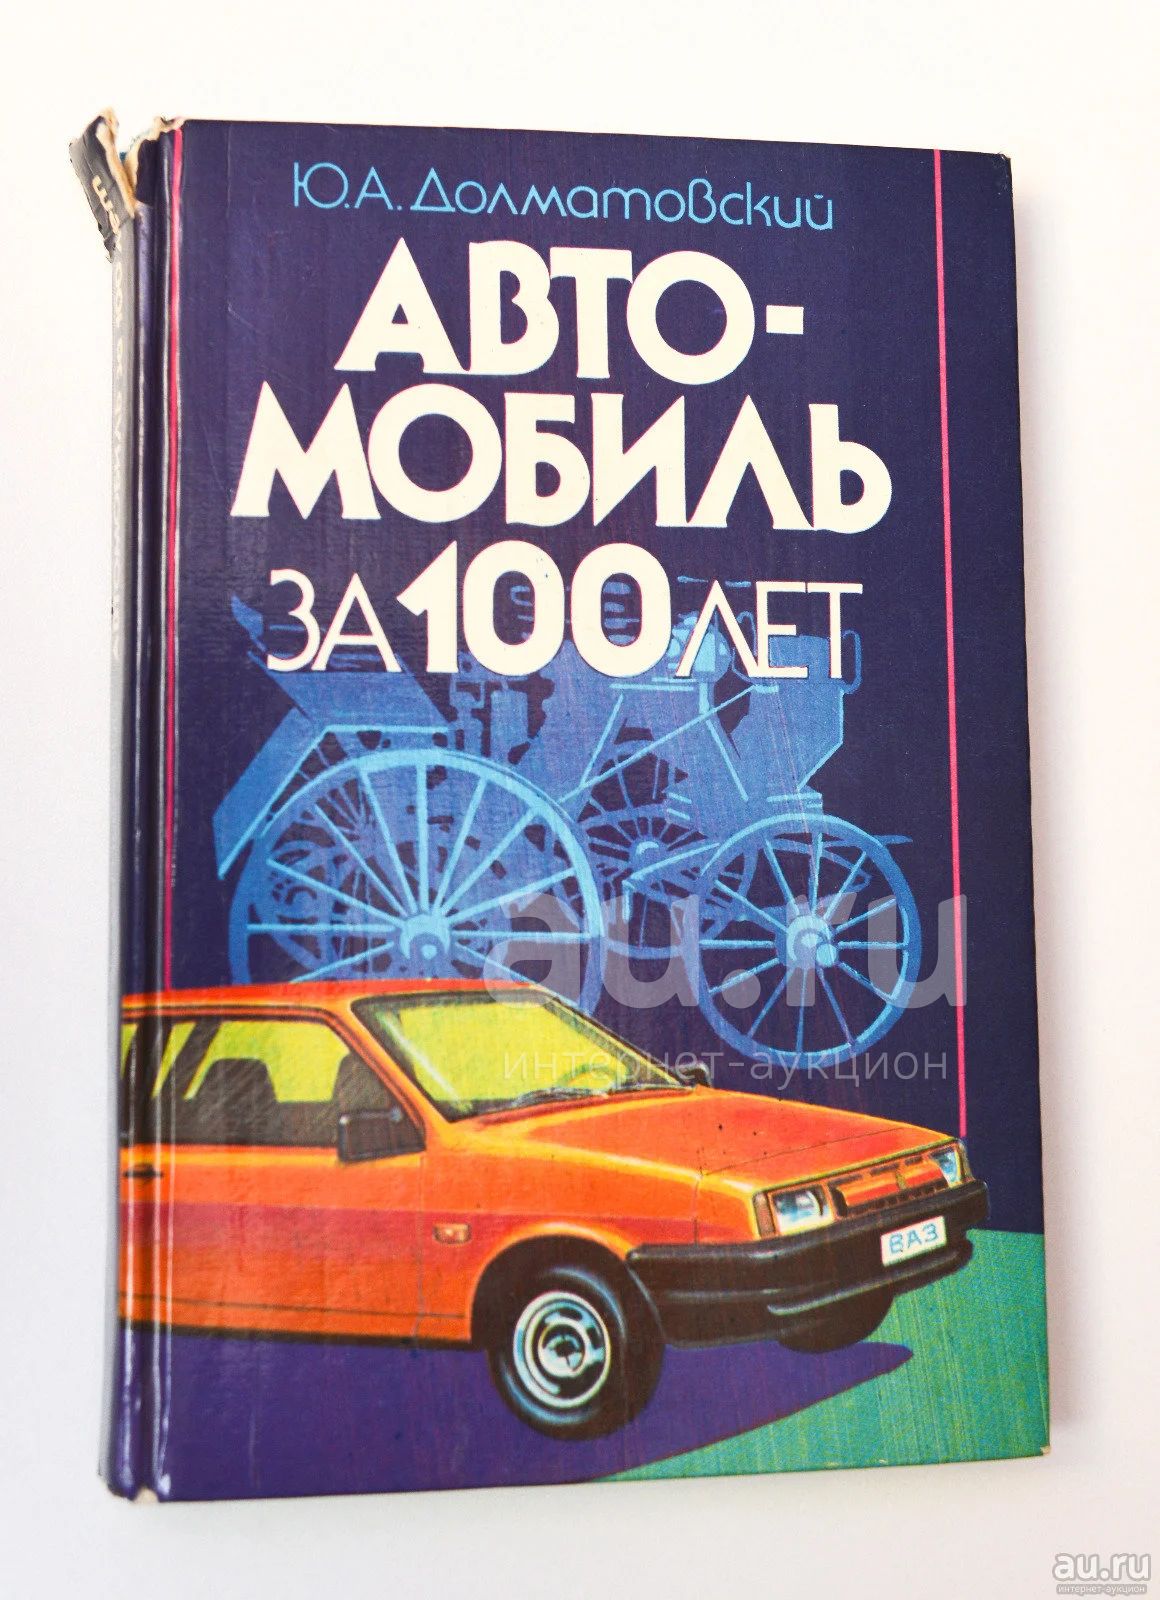 Ю.А. Долматовский
АВТО-
МОБИЛЬ
ЗА 100 ЛЕТ
ВАЗ
au.ru
интернет-аукцион
au.ru
интернет-аукцион